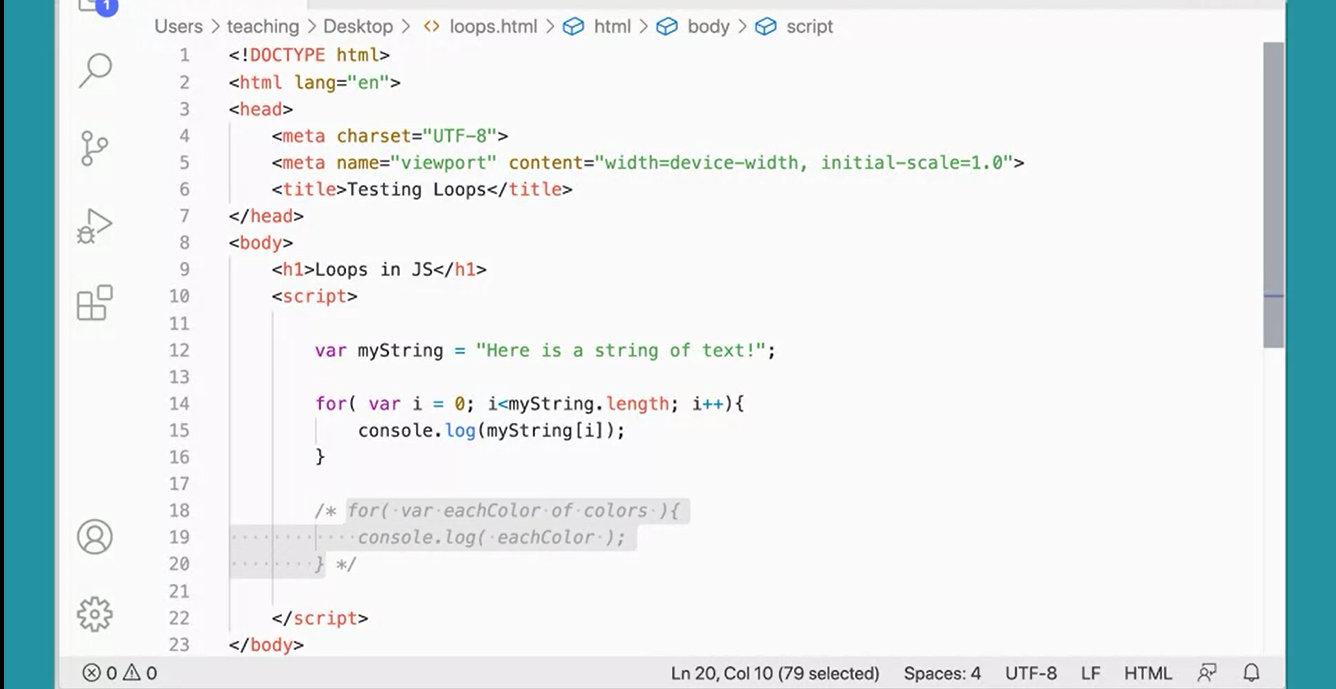 1
Users > teaching > Desktop > <> loops.html > html > body > script
1 <!DOCTYPE html>
2 <html lang="en">
3 <head>
4     <meta charset="UTF-8">
5     <meta name="viewport" content="width=device-width, initial-scale=1.0">
6     <title>Testing Loops</title>
7 </head>
8 <body>
9     <h1>Loops in JS</h1>
10     <script>
11
12         var myString = "Here is a string of text!";
13
14         for( var i = 0; i<myString.length; i++){
15             console.log(myString[i]);
16         }
17
18         /* for( var eachColor of colors ){
19             console.log( eachColor );
20         } */
21
22     </script>
23 </body>
0 0 Ln 20, Col 10 (79 selected) Spaces: 4 UTF-8 LF HTML